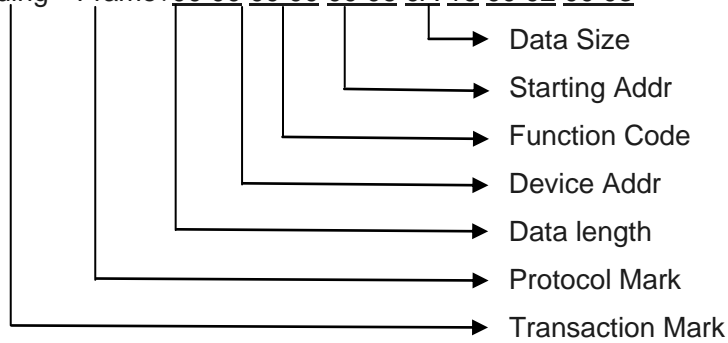 Data Size
Starting Addr
Function Code
Device Addr
Data length
Protocol Mark
Transaction Mark